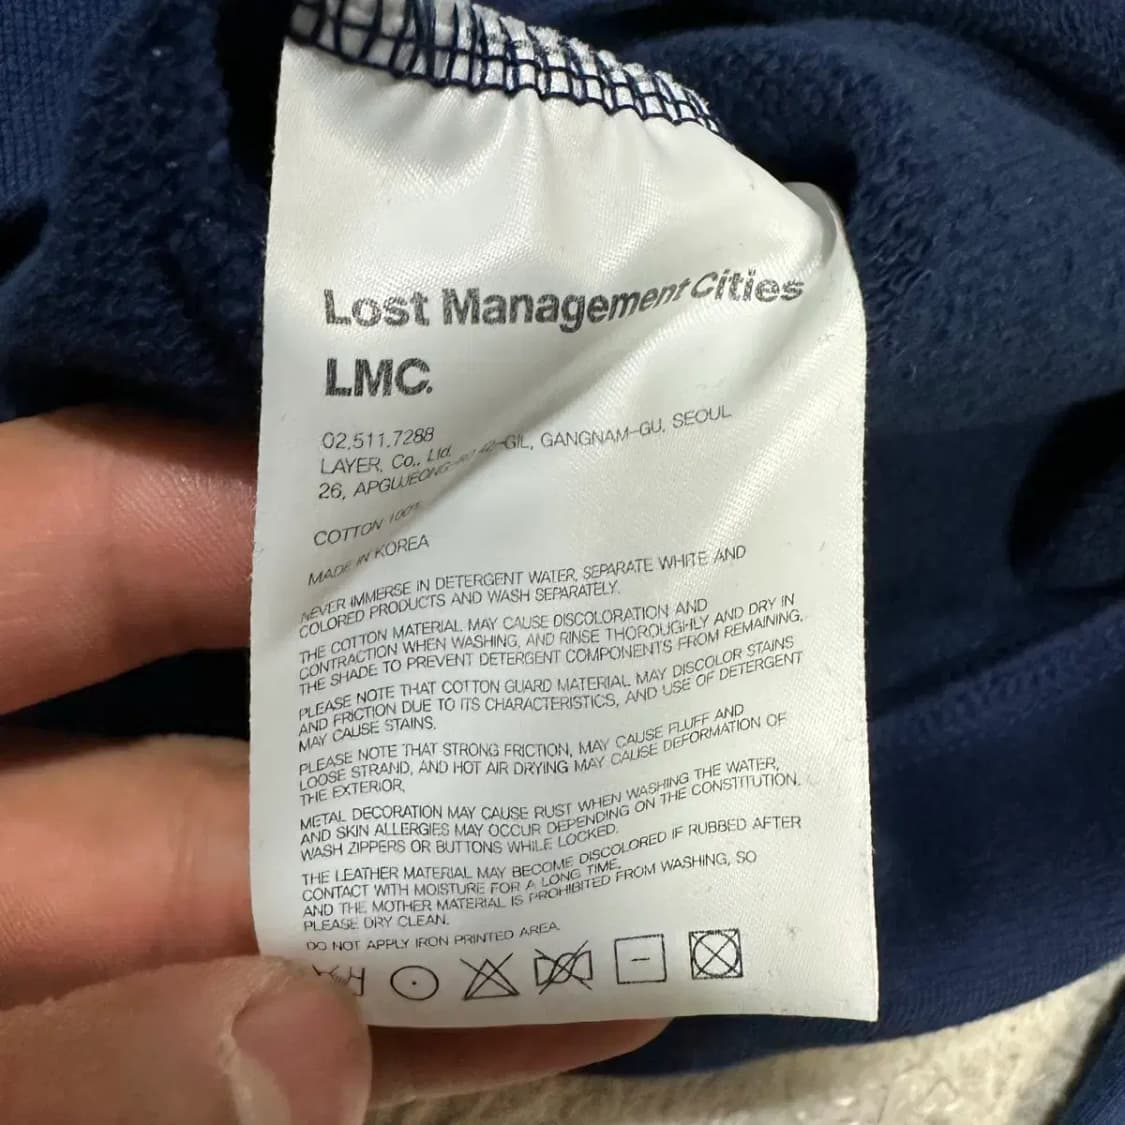 Lost Management Cities
LMC.
02.511.7288
LAYER. Co., Ltd.
26, APGUJEONG-RO 42-GIL, GANGNAM-GU, SEOUL
COTTON 100%
MADE IN KOREA
NEVER IMMERSE IN DETERGENT WATER, SEPARATE WHITE AND
COLORED PRODUCTS AND WASH SEPARATELY.
THE COTTON MATERIAL MAY CAUSE DISCOLORATION AND
CONTRACTION WHEN WASHING, AND RINSE THOROUGHLY AND DRY IN
THE SHADE TO PREVENT DETERGENT COMPONENTS FROM REMAINING.
PLEASE NOTE THAT COTTON GUARD MATERIAL MAY DISCOLOR STAINS
AND FRICTION DUE TO ITS CHARACTERISTICS, AND USE OF DETERGENT
MAY CAUSE STAINS.
PLEASE NOTE THAT STRONG FRICTION, MAY CAUSE FLUFF AND
LOOSE STRAND, AND HOT AIR DRYING MAY CAUSE DEFORMATION OF
THE EXTERIOR,
METAL DECORATION MAY CAUSE RUST WHEN WASHING THE WATER,
AND SKIN ALLERGIES MAY OCCUR DEPENDING ON THE CONSTITUTION.
WASH ZIPPERS OR BUTTONS WHILE LOCKED.
THE LEATHER MATERIAL MAY BECOME DISCOLORED IF RUBBED AFTER
CONTACT WITH MOISTURE FOR A LONG TIME.
AND THE MOTHER MATERIAL IS PROHIBITED FROM WASHING, SO
PLEASE DRY CLEAN.
DO NOT APPLY IRON PRINTED AREA.